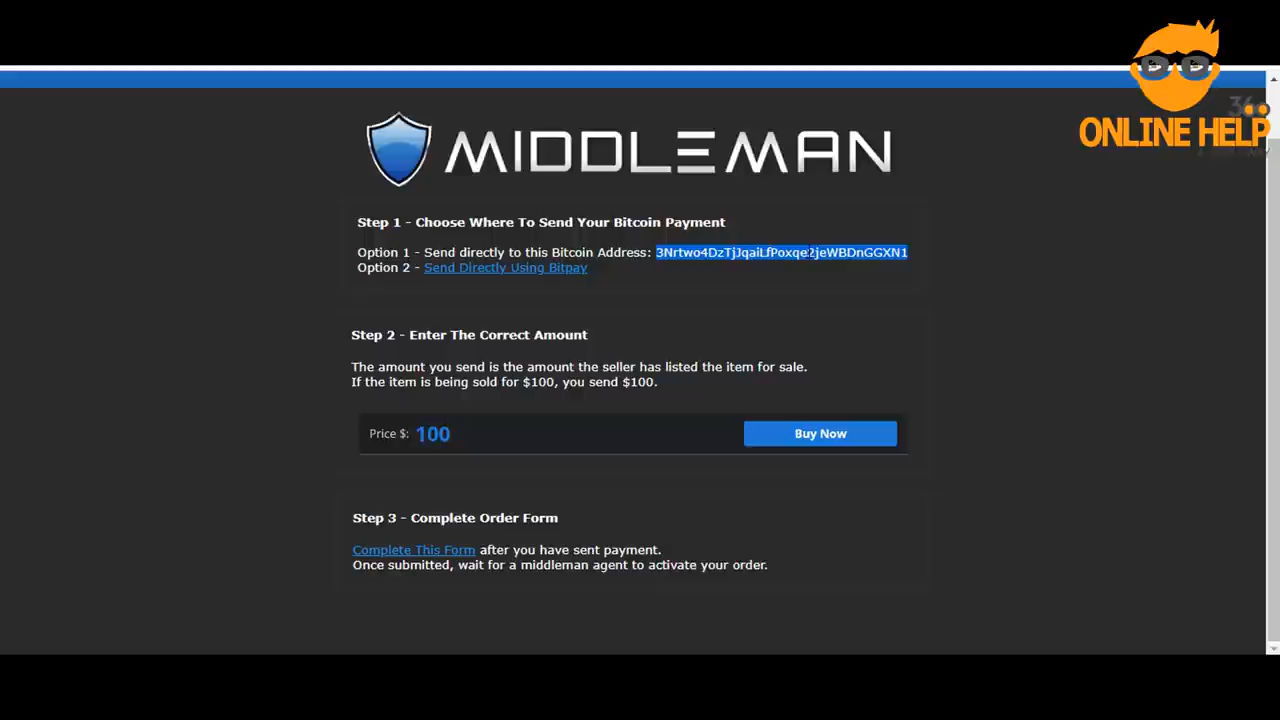 ONLINE HELP
MIDDLEMAN
Step 1 - Choose Where To Send Your Bitcoin Payment
Option 1 - Send directly to this Bitcoin Address: 3Nrtwo4DzTjJqaiLfPoxqe2jeWBDnGGXN1
Option 2 - Send Directly Using Bitpay
Step 2 - Enter The Correct Amount
The amount you send is the amount the seller has listed the item for sale.
If the item is being sold for $100, you send $100.
Price $: 100 Buy Now
Step 3 - Complete Order Form
Complete This Form after you have sent payment.
Once submitted, wait for a middleman agent to activate your order.